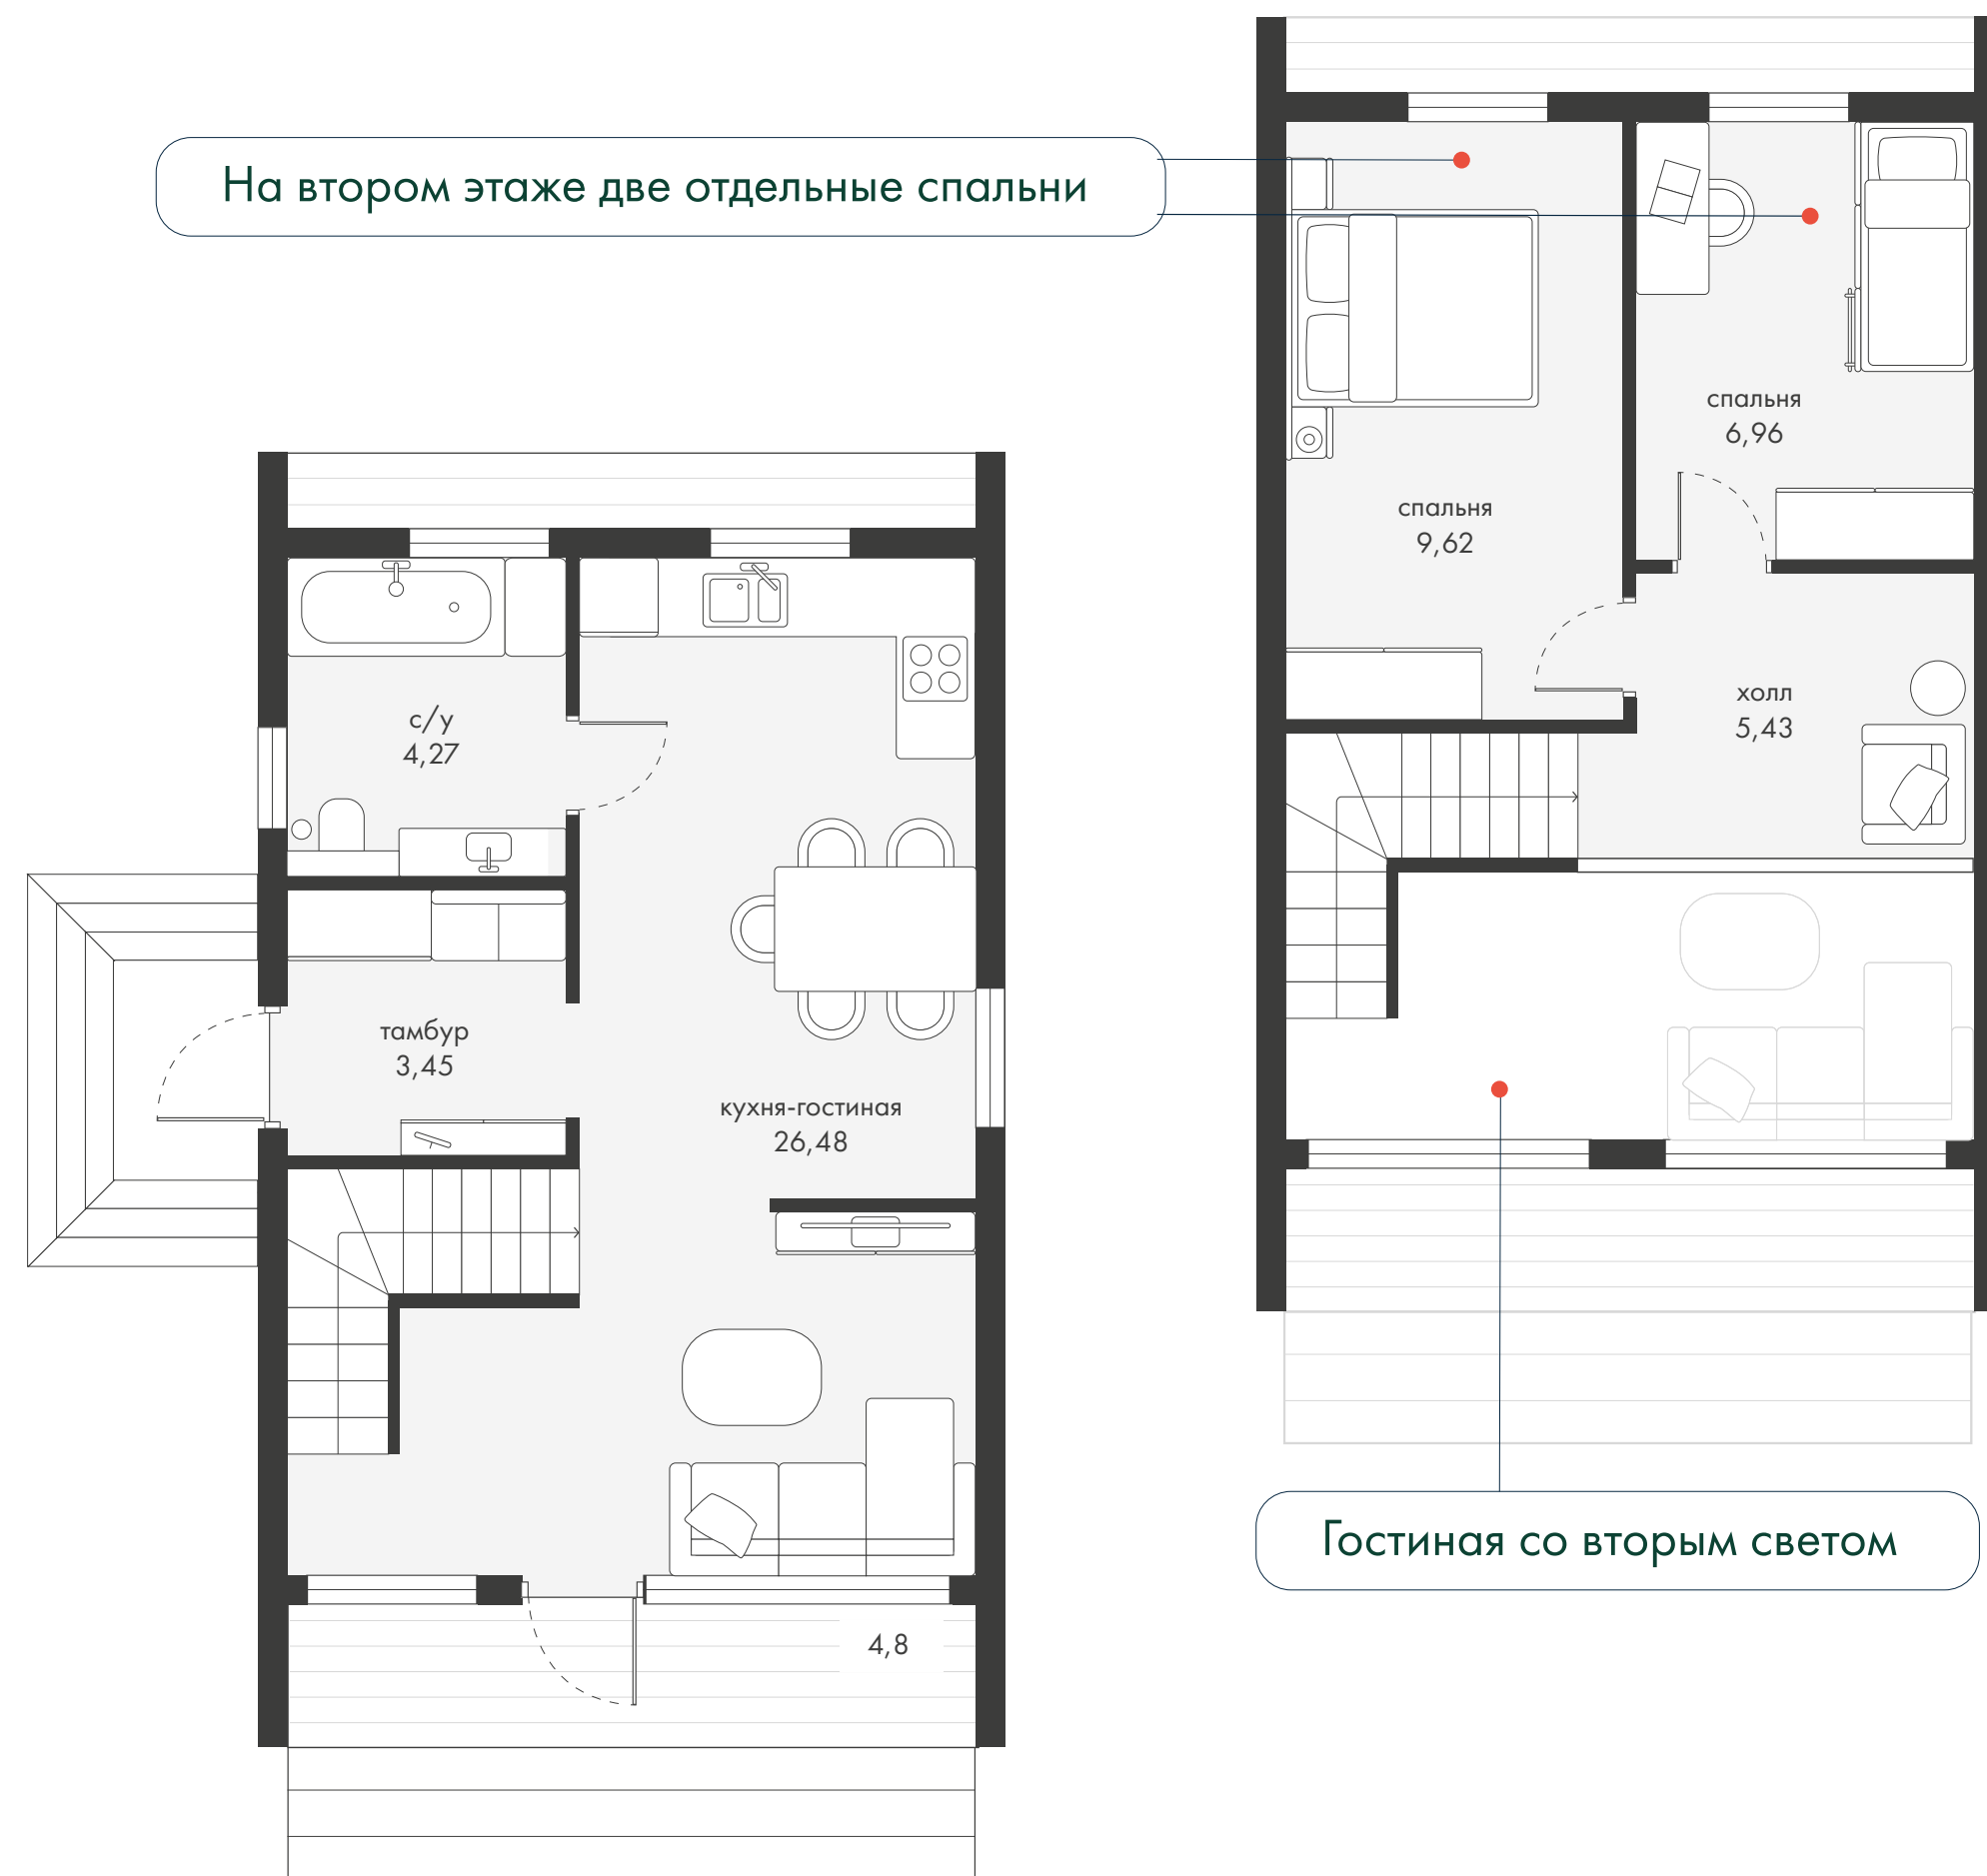 На втором этаже две отдельные спальни
спальня
6,96
спальня
9,62
холл
5,43
с/у
4,27
тамбур
3,45
кухня-гостиная
26,48
4,8
Гостиная со вторым светом